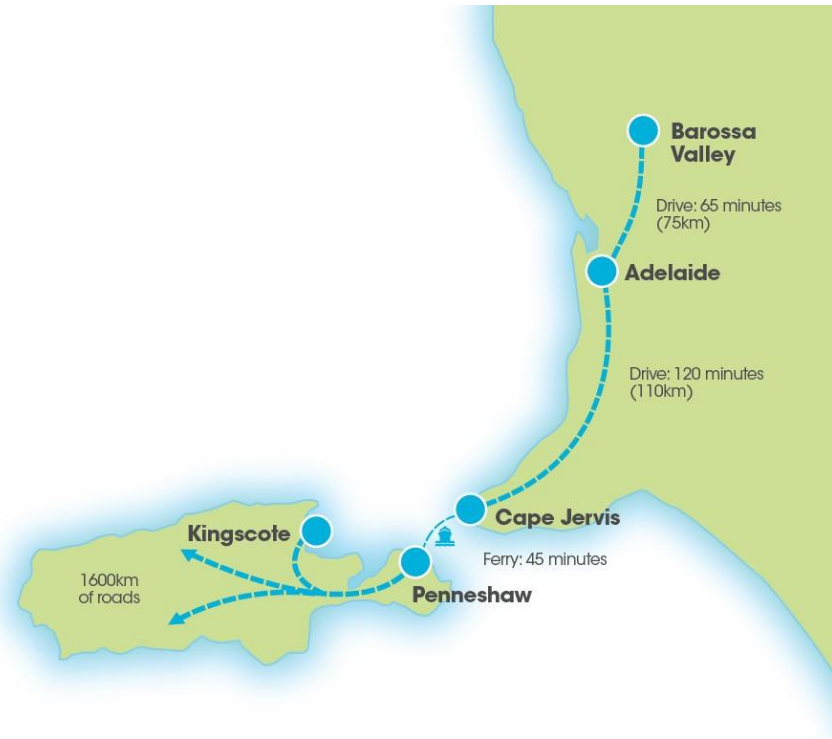 Barossa
Valley
Drive: 65 minutes
(75km)
Adelaide
Drive: 120 minutes
(110km)
Cape Jervis
Kingscote
Ferry: 45 minutes
1600km
of roads
Penneshaw